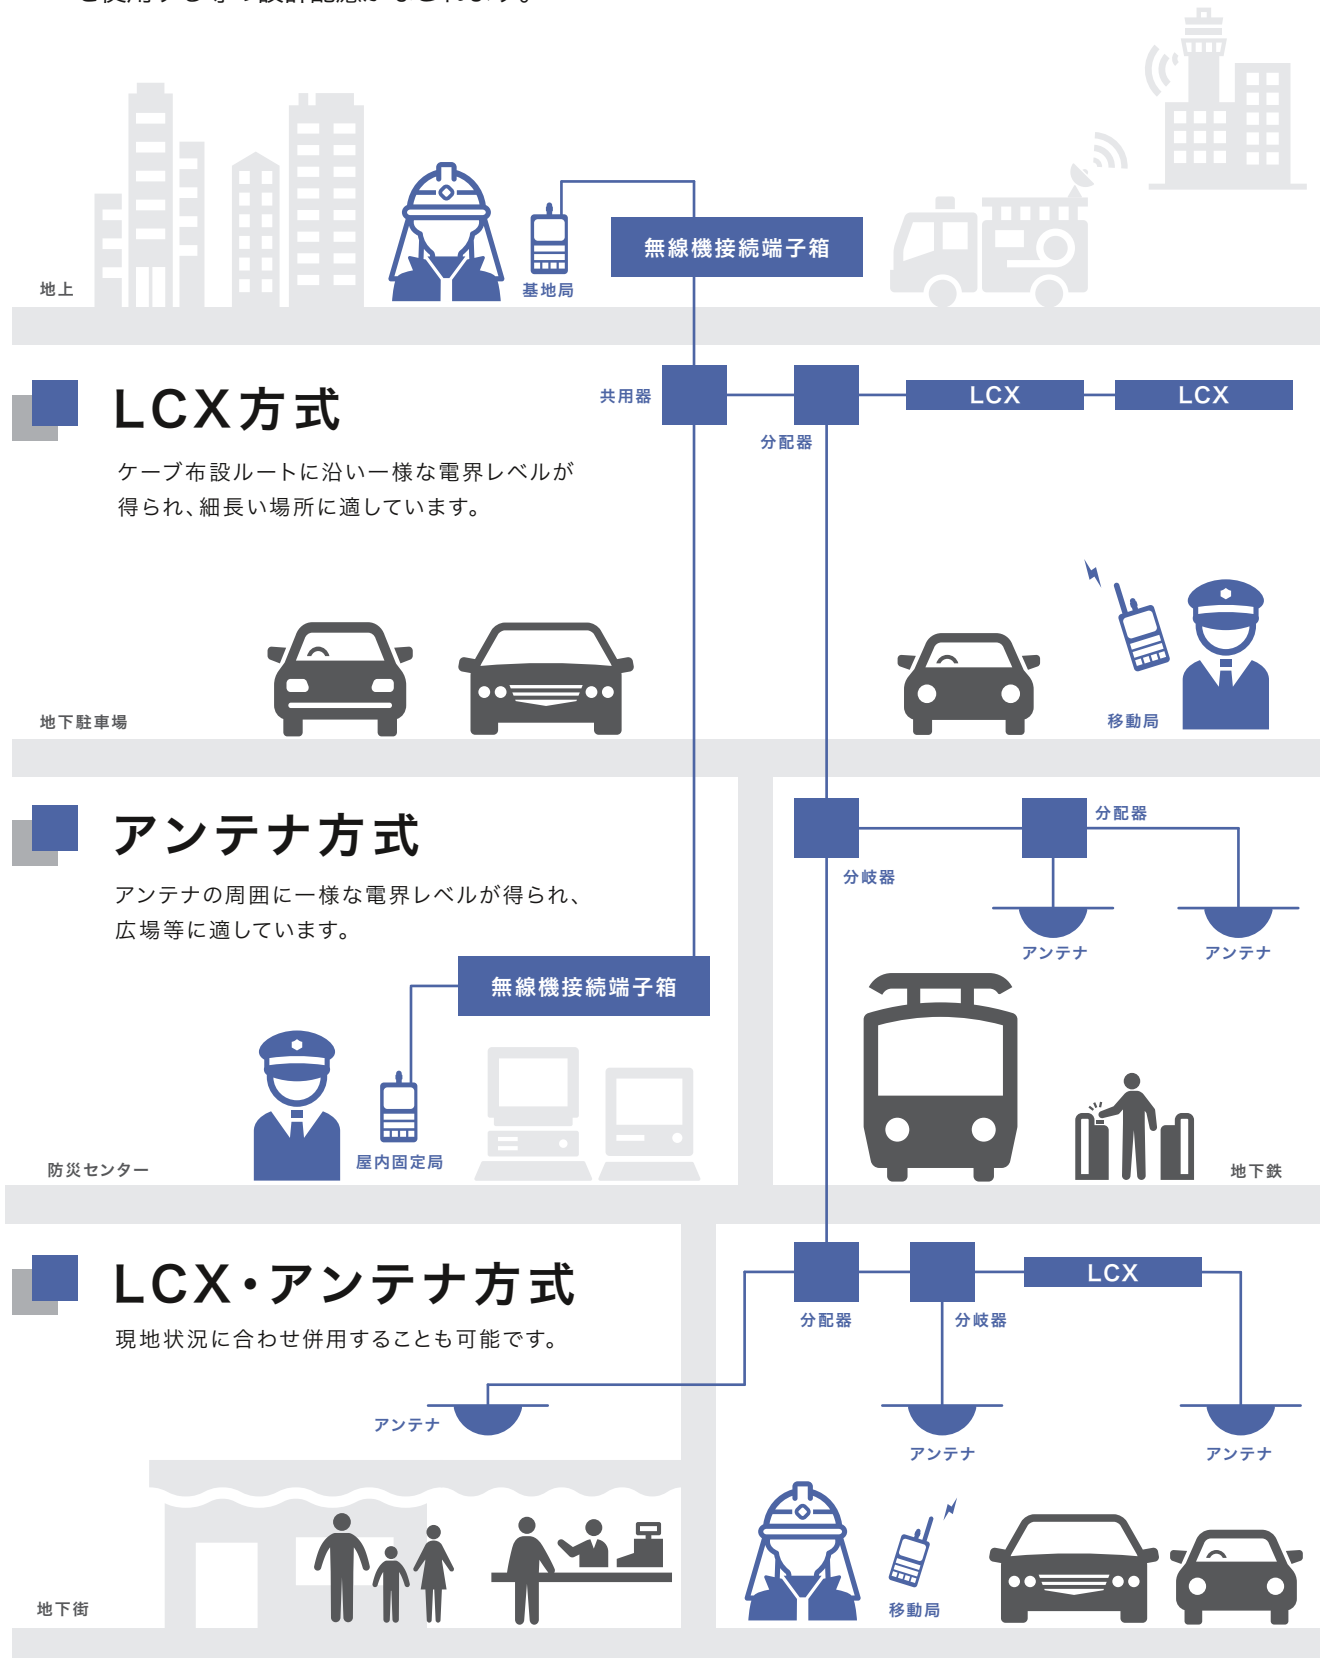 無線機接続端子箱
地上
基地局
LCX方式
共用器
LCX
LCX
分配器
ケーブ布設ルートに沿い一様な電界レベルが
得られ、細長い場所に適しています。
地下駐車場
移動局
アンテナ方式
分配器
分岐器
アンテナの周囲に一様な電界レベルが得られ、
広場等に適しています。
アンテナ
アンテナ
無線機接続端子箱
屋内固定局
防災センター
地下鉄
LCX・アンテナ方式
LCX
分配器
分岐器
現地状況に合わせ併用することも可能です。
アンテナ
アンテナ
アンテナ
地下街
移動局